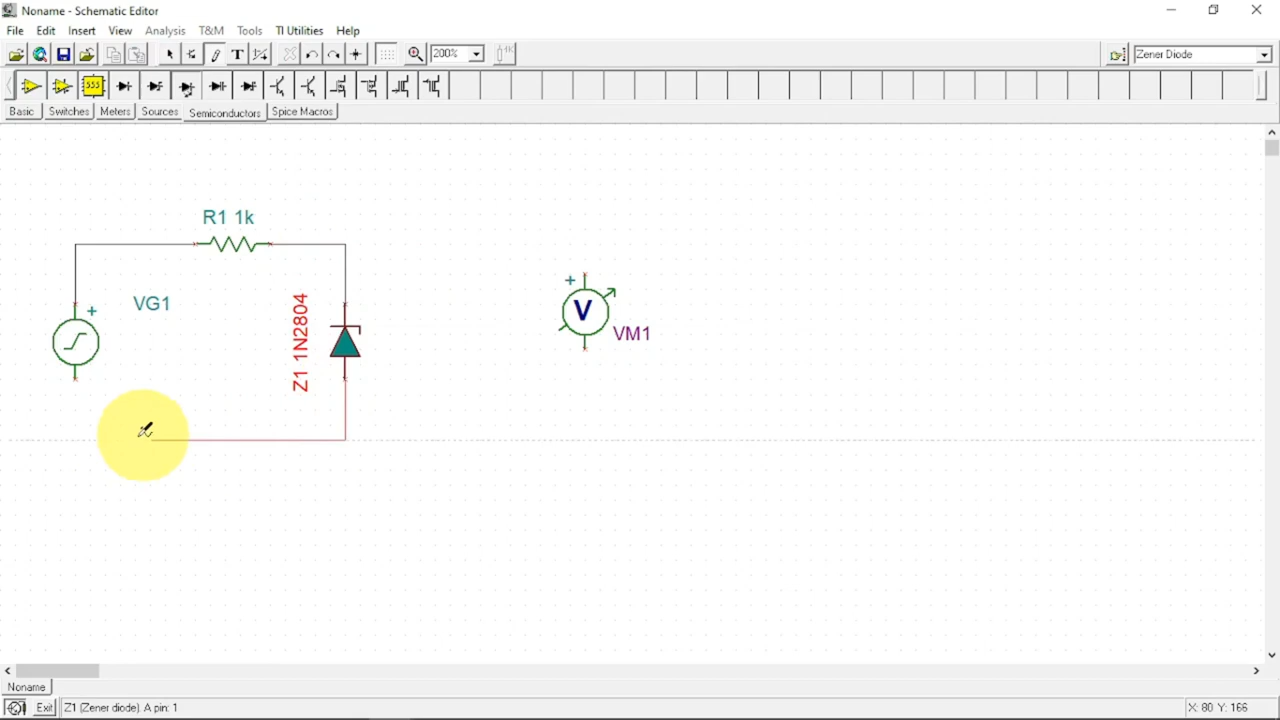 Noname - Schematic Editor
File Edit Insert View Analysis T&M Tools TI Utilities Help
T 200% Zener Diode
555
Basic Switches Meters Sources Semiconductors Spice Macros
R1 1k
+ VG1
Z1 1N2804
+
V
VM1
Noname
Exit Z1 (Zener diode). A pin: 1 X: 80 Y: 166